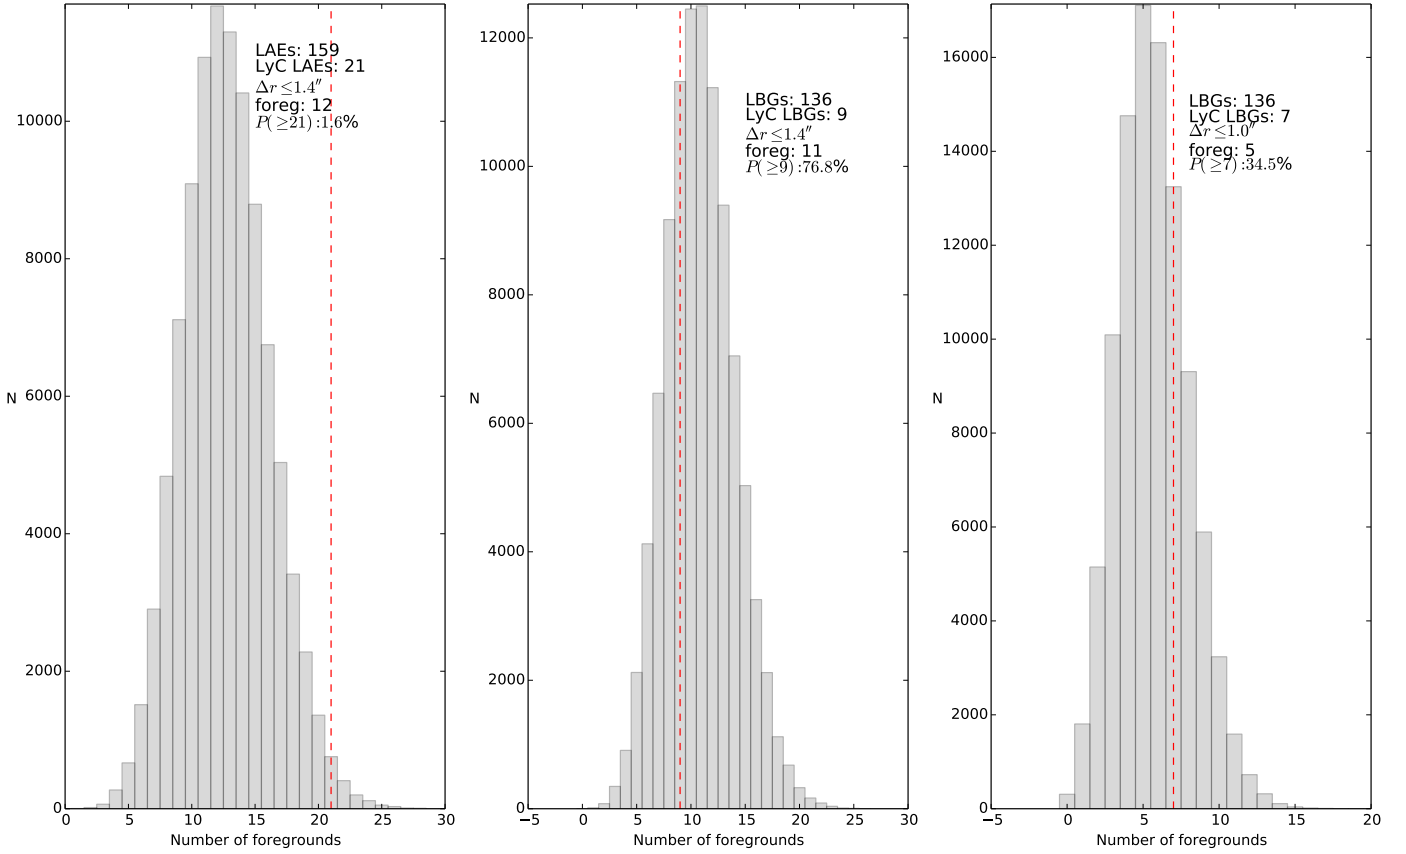 LAEs: 159
LyC LAEs: 21
Δr ≤1.4″
foreg: 12
P(≥21) :1.6%
10000
8000
6000
4000
2000
0
N
0 5 10 15 20 25 30
Number of foregrounds
LBGs: 136
LyC LBGs: 9
Δr ≤1.4″
foreg: 11
P(≥9) :76.8%
12000
10000
8000
6000
4000
2000
0
N
−5 0 5 10 15 20 25 30
Number of foregrounds
LBGs: 136
LyC LBGs: 7
Δr ≤1.0″
foreg: 5
P(≥7) :34.5%
16000
14000
12000
10000
8000
6000
4000
2000
0
N
−5 0 5 10 15 20
Number of foregrounds